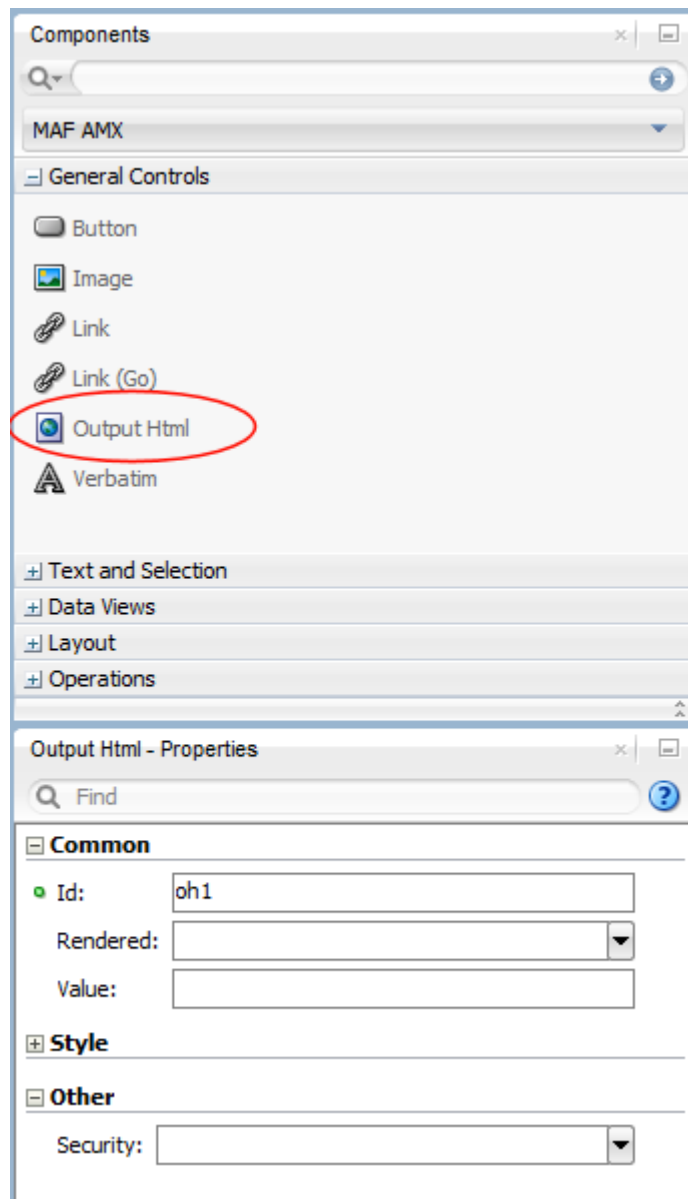 Components
MAF AMX
General Controls
Button
Image
Link
Link (Go)
Output Html
Verbatim
Text and Selection
Data Views
Layout
Operations
Output Html - Properties
Find
Common
Id: oh1
Rendered:
Value:
Style
Other
Security: